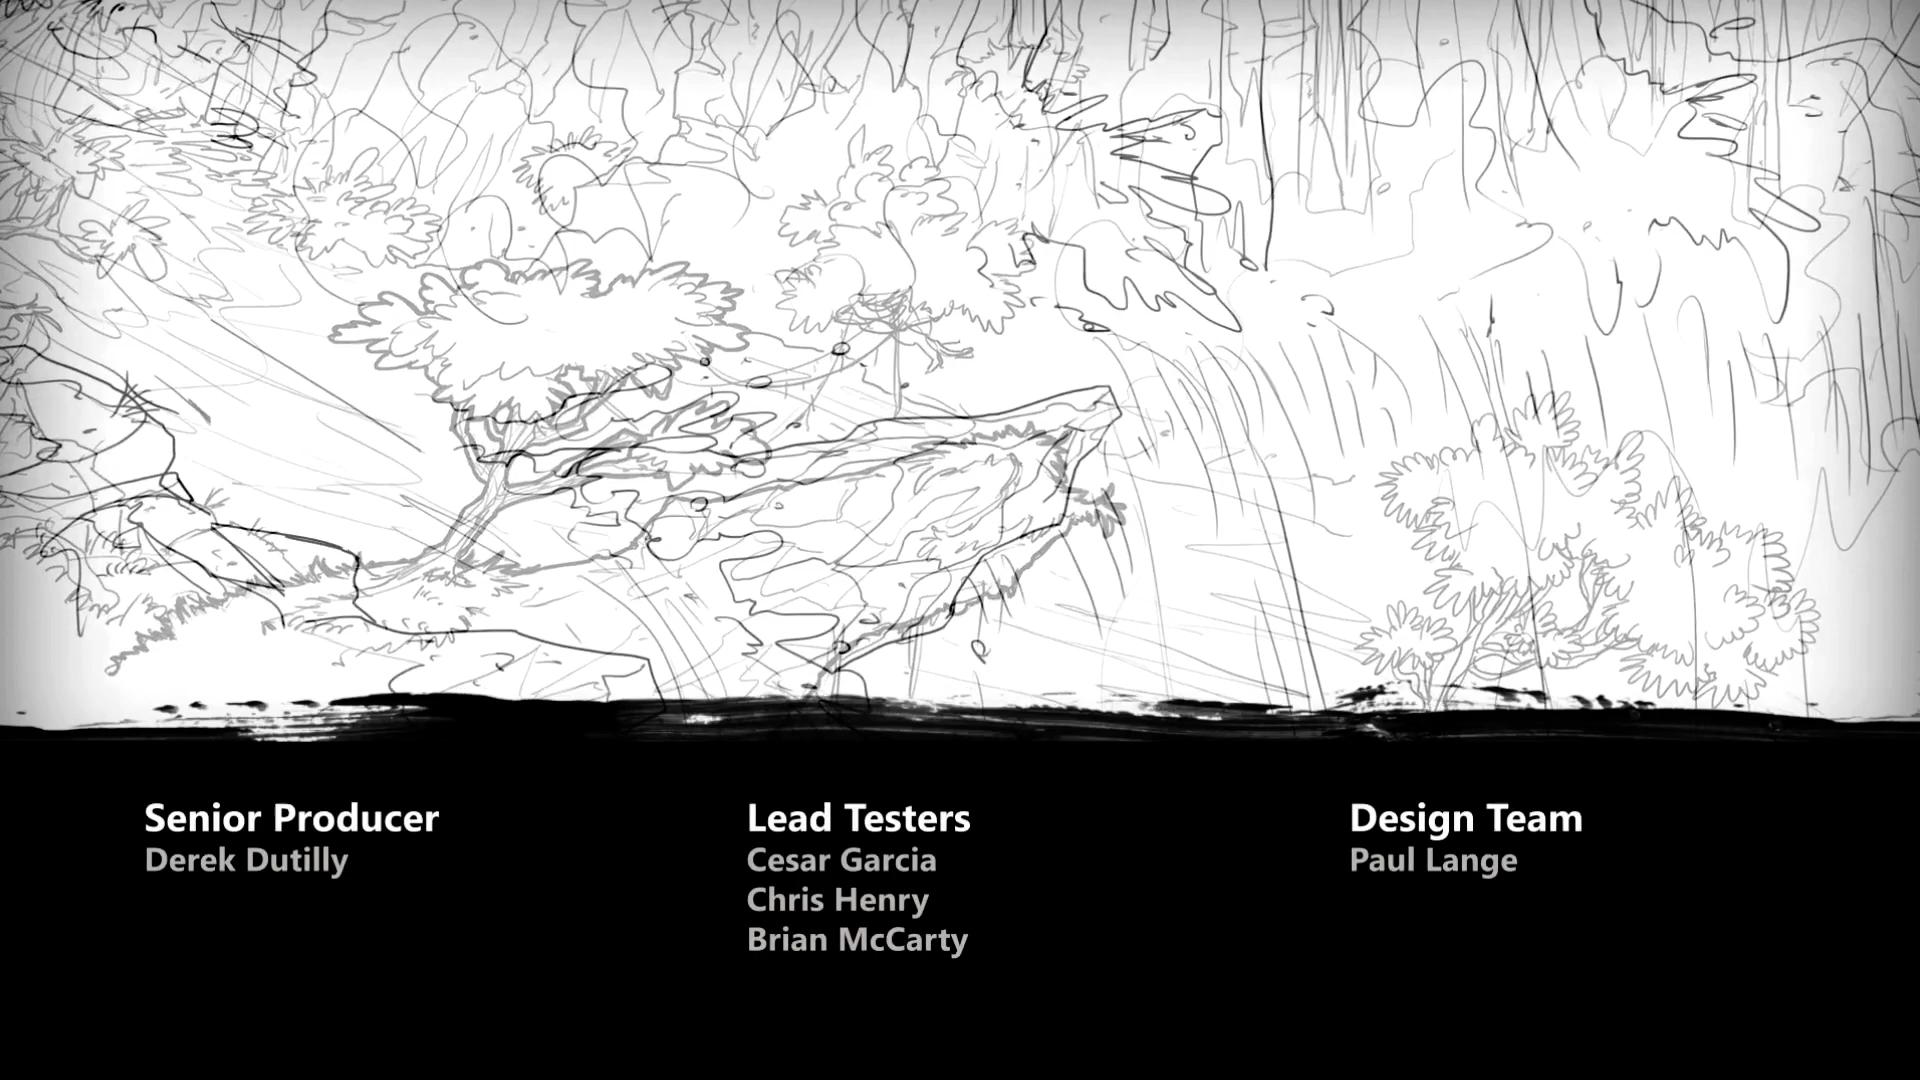 Senior Producer
Derek Dutilly
Lead Testers
Cesar Garcia
Chris Henry
Brian McCarty
Design Team
Paul Lange